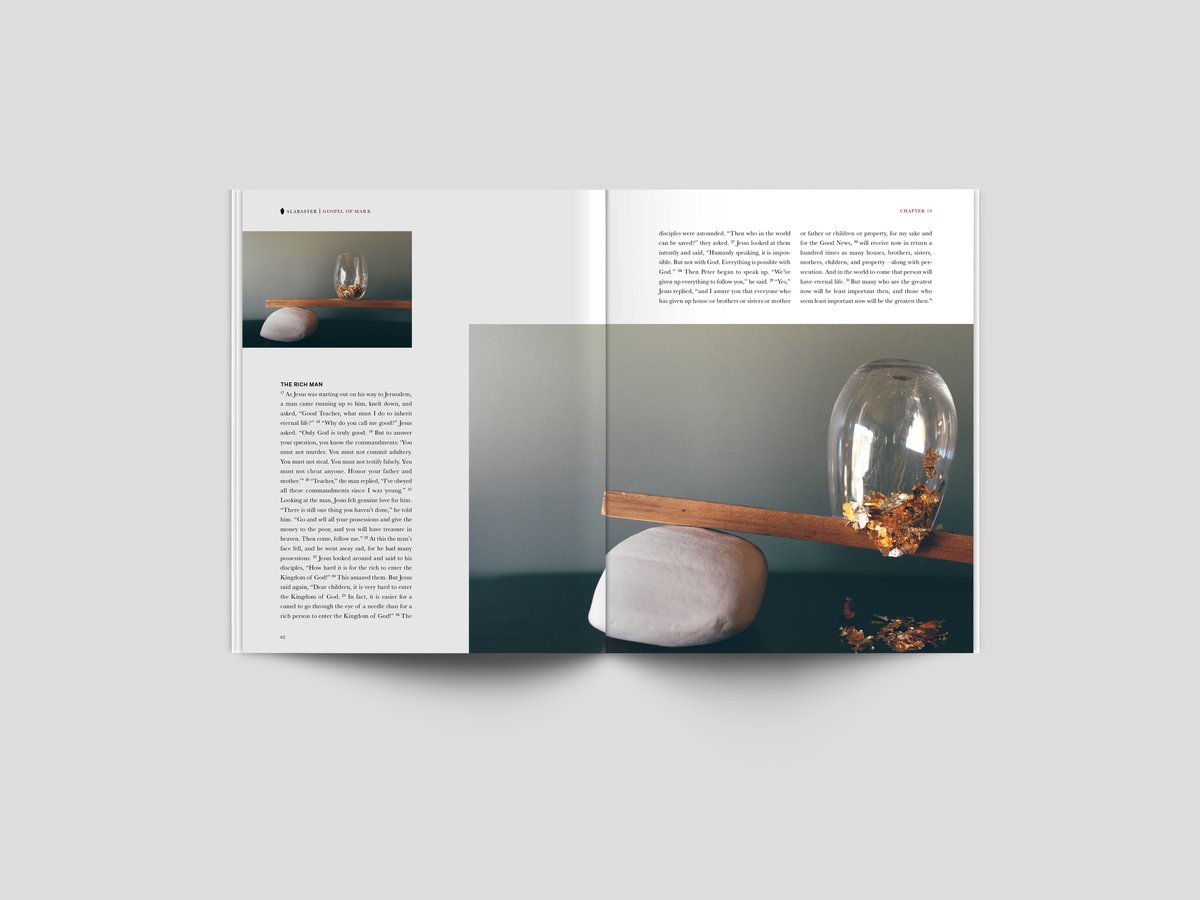 ALABASTER | GOSPEL OF MARK
THE RICH MAN
17 As Jesus was starting out on his way to Jerusalem,
a man came running up to him, knelt down, and
asked, “Good Teacher, what must I do to inherit
eternal life?” 18 “Why do you call me good?” Jesus
asked. “Only God is truly good. 19 But to answer
your question, you know the commandments: ‘You
must not murder. You must not commit adultery.
You must not steal. You must not testify falsely. You
must not cheat anyone. Honor your father and
mother.’” 20 “Teacher,” the man replied, “I’ve obeyed
all these commandments since I was young.” 21
Looking at the man, Jesus felt genuine love for him.
“There is still one thing you haven’t done,” he told
him. “Go and sell all your possessions and give the
money to the poor, and you will have treasure in
heaven. Then come, follow me.” 22 At this the man’s
face fell, and he went away sad, for he had many
possessions. 23 Jesus looked around and said to his
disciples, “How hard it is for the rich to enter the
Kingdom of God!” 24 This amazed them. But Jesus
said again, “Dear children, it is very hard to enter
the Kingdom of God. 25 In fact, it is easier for a
camel to go through the eye of a needle than for a
rich person to enter the Kingdom of God!” 26 The
62
CHAPTER 10
disciples were astounded. “Then who in the world
can be saved?” they asked. 27 Jesus looked at them
intently and said, “Humanly speaking, it is impos-
sible. But not with God. Everything is possible with
God.” 28 Then Peter began to speak up. “We’ve
given up everything to follow you,” he said. 29 “Yes,”
Jesus replied, “and I assure you that everyone who
has given up house or brothers or sisters or mother
or father or children or property, for my sake and
for the Good News, 30 will receive now in return a
hundred times as many houses, brothers, sisters,
mothers, children, and property—along with per-
secution. And in the world to come that person will
have eternal life. 31 But many who are the greatest
now will be least important then, and those who
seem least important now will be the greatest then.”